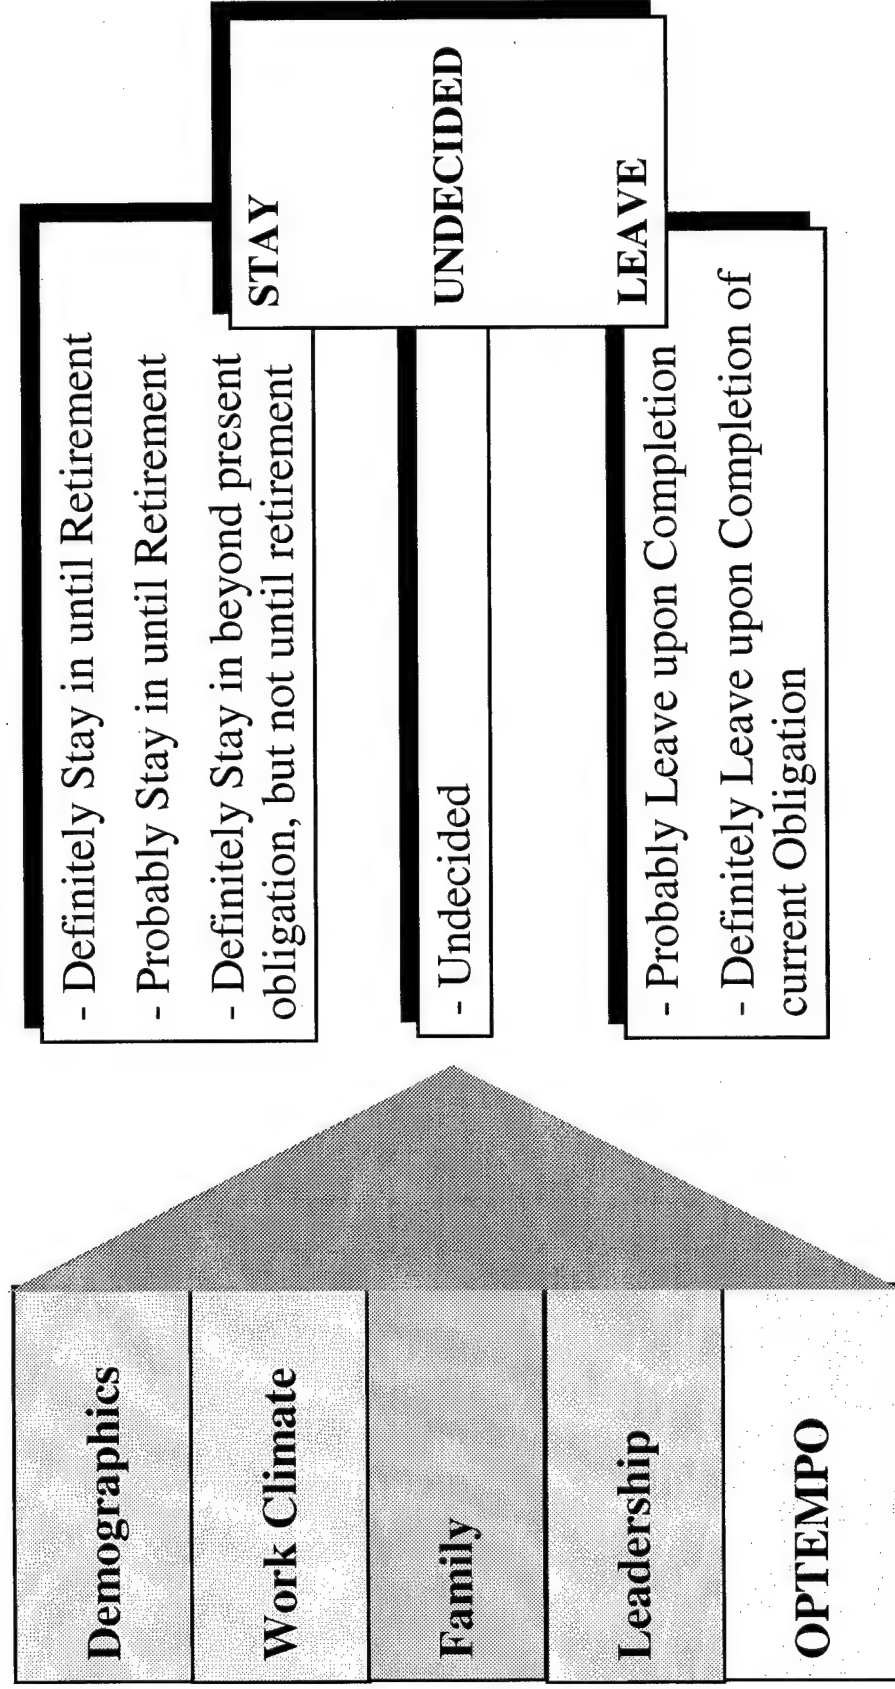 Demographics
Work Climate
Family
Leadership
OPTEMPO
- Definitely Stay in until Retirement
- Probably Stay in until Retirement
- Definitely Stay in beyond present
obligation, but not until retirement
- Undecided
- Probably Leave upon Completion
- Definitely Leave upon Completion of
current Obligation
STAY
UNDECIDED
LEAVE